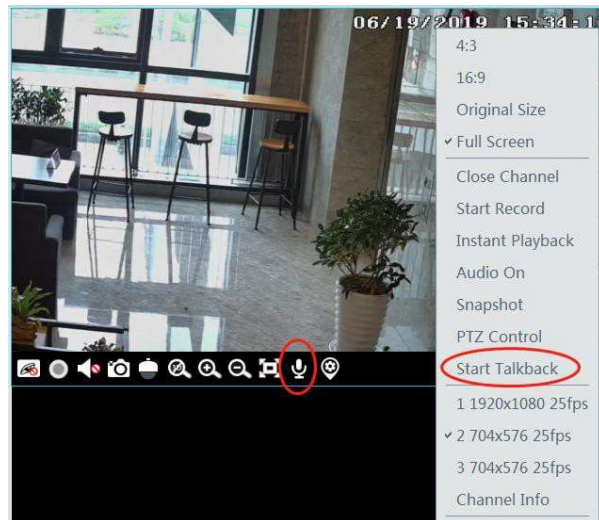 06/19/2019 15:34:1
4:3
16:9
Original Size
Full Screen
Close Channel
Start Record
Instant Playback
Audio On
Snapshot
PTZ Control
Start Talkback
1 1920x1080 25fps
2 704x576 25fps
3 704x576 25fps
Channel Info